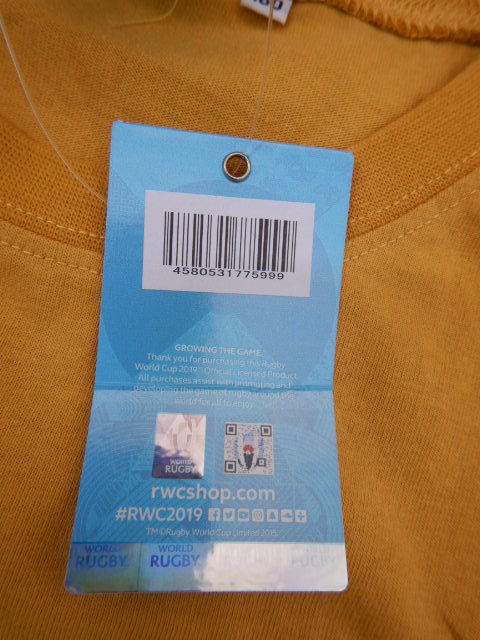 4580531775999
GROWING THE GAME
Thank you for purchasing this Rugby
World Cup 2019™ Official Licensed Product.
All purchases assist with promoting and
developing the game of rugby around the
world for all to enjoy.
WORLD
RUGBY
rwcshop.com
#RWC2019
TM ©Rugby World Cup Limited 2015.
WORLD
RUGBY
WORLD
RUGBY
WORLD
RUGBY